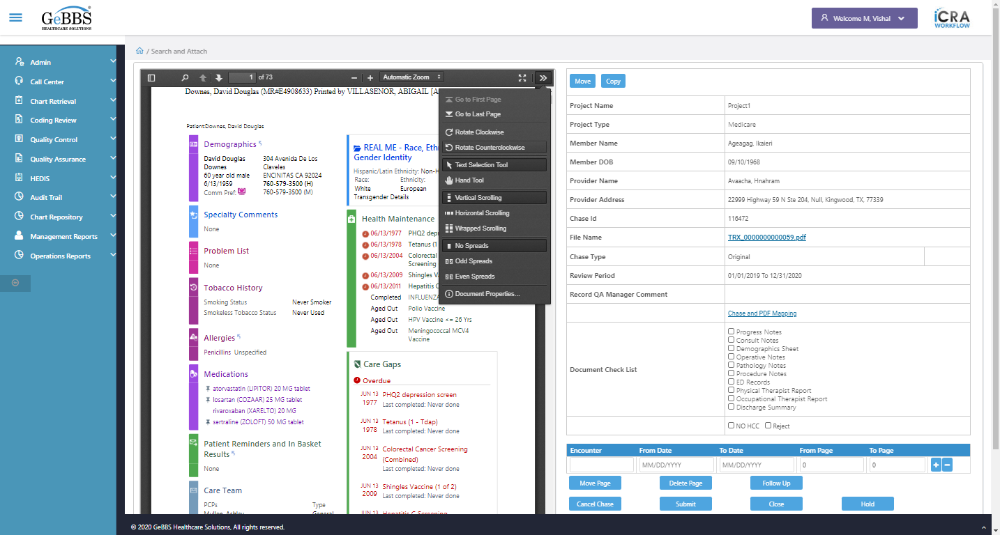 GeBBS
HEALTHCARE SOLUTIONS
Welcome M, Vishal
iCRA
WORKFLOW
Admin
Call Center
Chart Retrieval
Coding Review
Quality Control
Quality Assurance
HEDIS
Audit Trail
Chart Repository
Management Reports
Operations Reports
/ Search and Attach
1 of 73
Automatic Zoom
Downes, David Douglas (MR#E4908633) Printed by VILLASENOR, ABIGAIL [A
Patient:Downes, David Douglas
Demographics
David Douglas Downes
60 year old male
6/13/1959
Comm Pref:
304 Avenida De Los Claveles
ENCINITAS CA 92024
760-579-3500 (H)
760-579-3500 (M)
Specialty Comments
None
Problem List
None
Tobacco History
Smoking Status Never Smoker
Smokeless Tobacco Status Never Used
Allergies
Penicillins Unspecified
Medications
atorvastatin (LIPITOR) 20 MG tablet
losartan (COZAAR) 25 MG tablet
rivaroxaban (XARELTO) 20 MG
sertraline (ZOLOFT) 50 MG tablet
Patient Reminders and In Basket
Results
None
Care Team
PCPs Type
REAL ME - Race, Eth
Gender Identity
Hispanic/Latin Ethnicity: Non-H
Race: Ethnicity:
White European
Transgender Details
Health Maintenance
06/13/1977 PHQ2 dep
06/13/1978 Tetanus (1
06/13/2004 Colorectal
Screening
06/13/2009 Shingles V
06/13/2011 Hepatitis C
Completed INFLUENZ
Aged Out Polio Vaccine
Aged Out HPV Vaccine <= 26 Yrs
Aged Out Meningococcal MCV4
Vaccine
Care Gaps
Overdue
JUN 13 1977 PHQ2 depression screen
Last completed: Never done
JUN 13 1978 Tetanus (1 - Tdap)
Last completed: Never done
JUN 13 2004 Colorectal Cancer Screening
(Combined)
Last completed: Never done
JUN 13 2009 Shingles Vaccine (1 of 2)
Last completed: Never done
Go to First Page
Go to Last Page
Rotate Clockwise
Rotate Counterclockwise
Text Selection Tool
Hand Tool
Vertical Scrolling
Horizontal Scrolling
Wrapped Scrolling
No Spreads
Odd Spreads
Even Spreads
Document Properties...
Move Copy
Project Name Project1
Project Type Medicare
Member Name Ageagag, Ikaieri
Member DOB 09/10/1968
Provider Name Avaacha, Hnahram
Provider Address 22999 Highway 59 N Ste 204, Null, Kingwood, TX, 77339
Chase Id 116472
File Name TRX_0000000000059.pdf
Chase Type Original
Review Period 01/01/2019 To 12/31/2020
Record QA Manager Comment
Chase and PDF Mapping
Document Check List
Progress Notes
Consult Notes
Demographics Sheet
Operative Notes
Pathology Notes
Procedure Notes
ED Records
Physical Therapist Report
Occupational Therapist Report
Discharge Summary
NO HCC Reject
Encounter From Date To Date From Page To Page
MM/DD/YYYY MM/DD/YYYY 0 0
Move Page Delete Page Follow Up
Cancel Chase Submit Close Hold
© 2020 GeBBS Healthcare Solutions, All rights reserved.